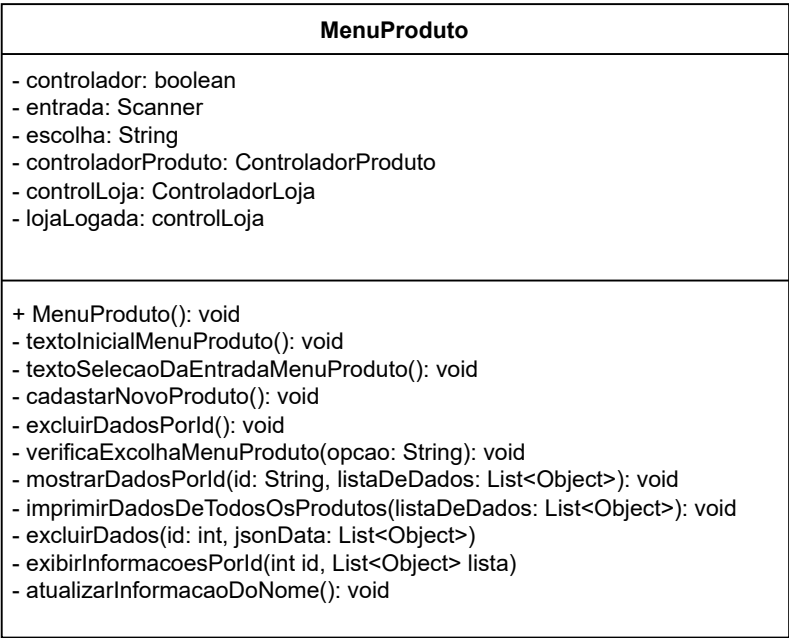 MenuProduto
- controlador: boolean
- entrada: Scanner
- escolha: String
- controladorProduto: ControladorProduto
- controlLoja: ControladorLoja
- lojaLogada: controlLoja
+ MenuProduto(): void
- textoInicialMenuProduto(): void
- textoSelecaoDaEntradaMenuProduto(): void
- cadastarNovoProduto(): void
- excluirDadosPorId(): void
- verificaExcolhaMenuProduto(opcao: String): void
- mostrarDadosPorId(id: String, listaDeDados: List<Object>): void
- imprimirDadosDeTodosOsProdutos(listaDeDados: List<Object>): void
- excluirDados(id: int, jsonData: List<Object>)
- exibirInformacoesPorId(int id, List<Object> lista)
- atualizarInformacaoDoNome(): void